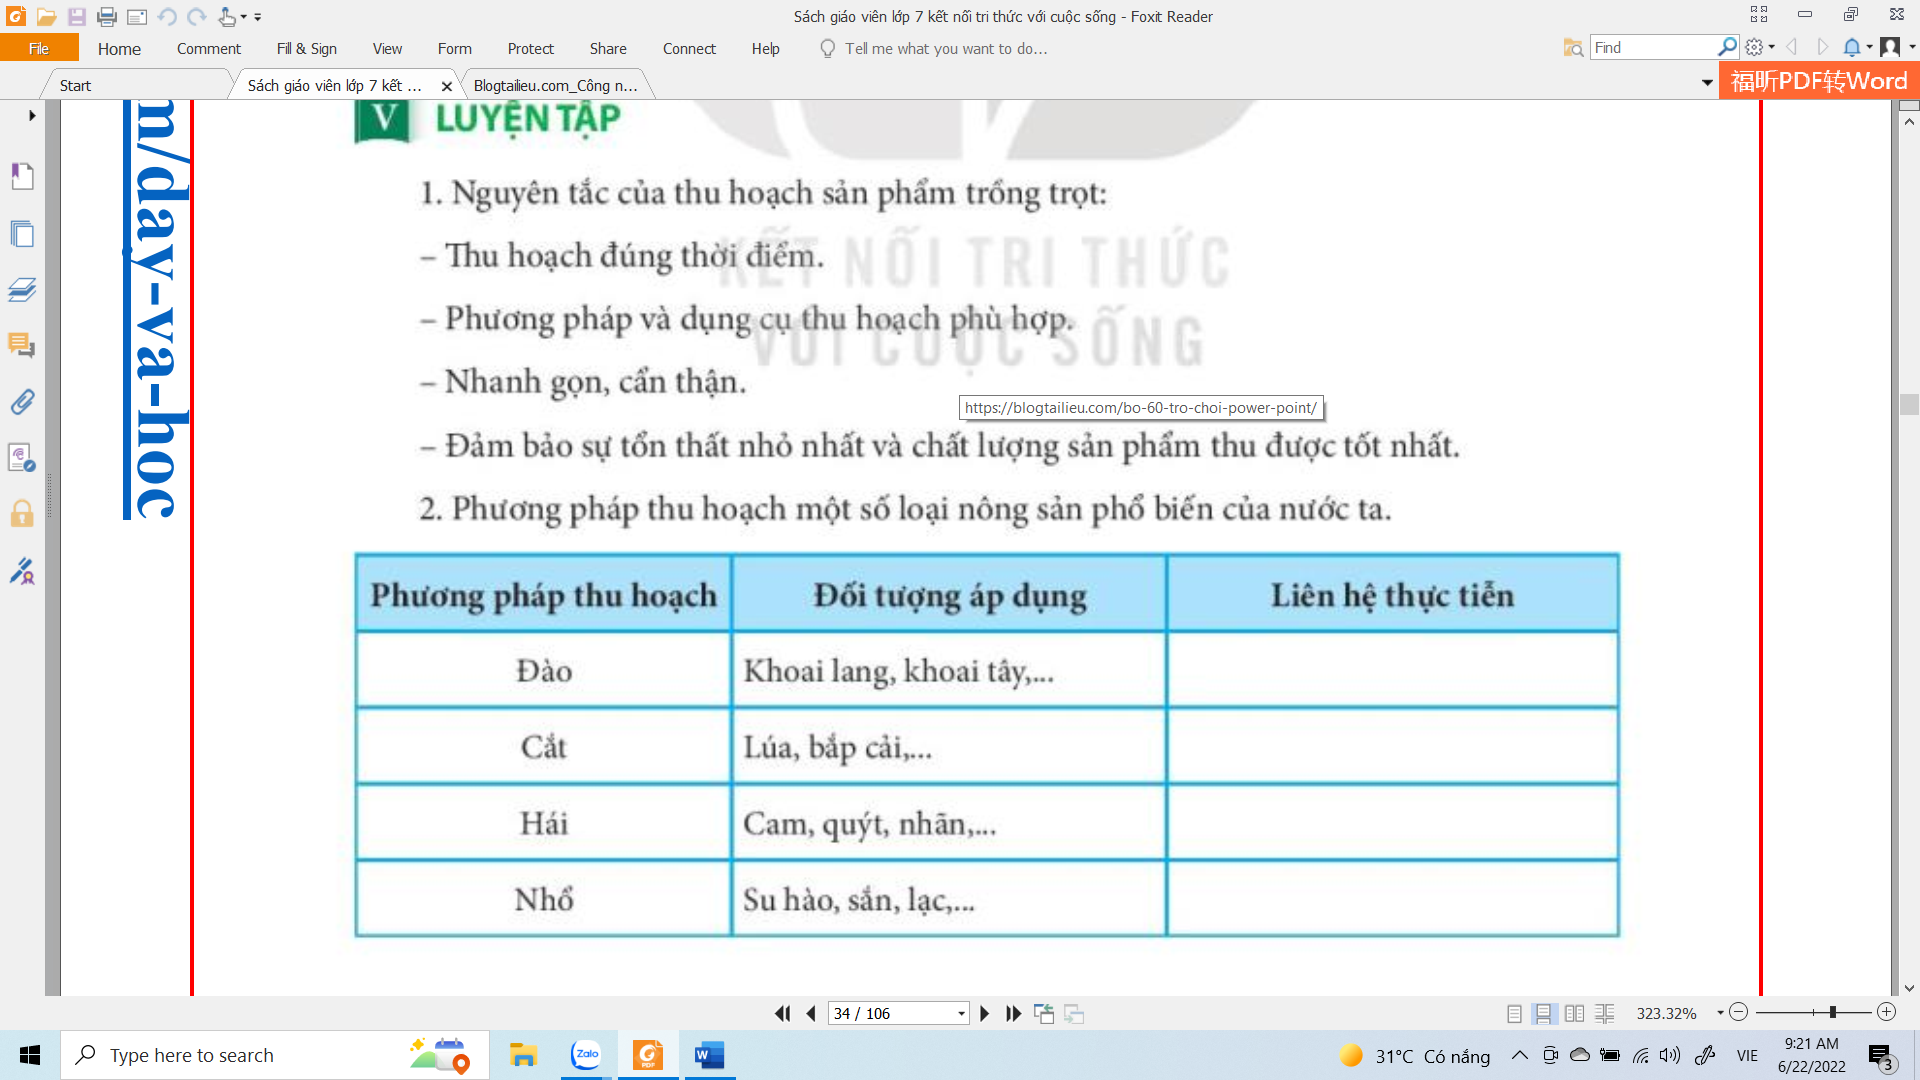 Sách giáo viên lớp 7 kết nối tri thức với cuộc sống - Foxit Reader
File Home Comment Fill & Sign View Form Protect Share Connect Help Tell me what you want to do... Find
Start Sách giáo viên lớp 7 kết ... Blogtailieu.com_Công n... 福昕PDF转Word
m/day-va-hoc
V LUYỆN TẬP
1. Nguyên tắc của thu hoạch sản phẩm trồng trọt:
KẾT NỐI TRI THỨC
– Thu hoạch đúng thời điểm.
– Phương pháp và dụng cụ thu hoạch phù hợp.
VỚI CUỘC SỐNG
– Nhanh gọn, cẩn thận.
https://blogtailieu.com/bo-60-tro-choi-power-point/
– Đảm bảo sự tổn thất nhỏ nhất và chất lượng sản phẩm thu được tốt nhất.
2. Phương pháp thu hoạch một số loại nông sản phổ biến của nước ta.
Phương pháp thu hoạch Đối tượng áp dụng Liên hệ thực tiễn
Đào Khoai lang, khoai tây,...
Cắt Lúa, bắp cải,...
Hái Cam, quýt, nhãn,...
Nhổ Su hào, sắn, lạc,...
34 / 106 323.32%
Type here to search Zalo PDF W 31°C Có nắng VIE 9:21 AM
6/22/2022 3